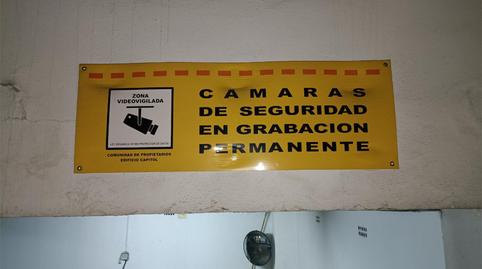 ZONA
VIDEOVIGILADA
COMUNIDAD DE PROPIETARIOS
EDIFICIO CAPITOL
CAMARAS
DE SEGURIDAD
EN GRABACION
PERMANENTE